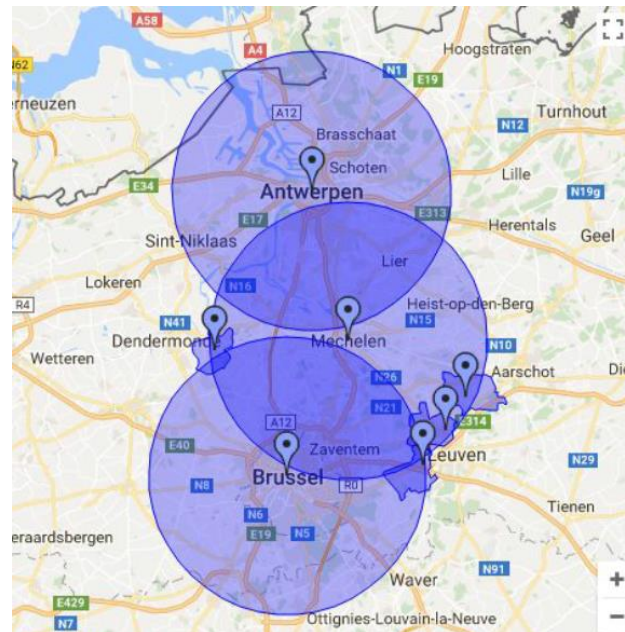 A58
N62
A4
Hoogstraten
erneuzen
N1
E19
A12
Turnhout
Brasschaat
N12
Schoten
Lille
E34
Antwerpen
N19g
E17
E313
Herentals
Sint-Niklaas
Geel
Lier
Lokeren
N16
R4
Heist-op-den-Berg
N41
N15
Dendermonde
Mechelen
N10
Wetteren
Aarschot
N26
N21
A12
E314
E40
Zaventem
Leuven
N29
Brussel
N8
R0
Tienen
N6
eraardsbergen
E19
N5
N91
Waver
E429
N7
Ottignies-Louvain-la-Neuve